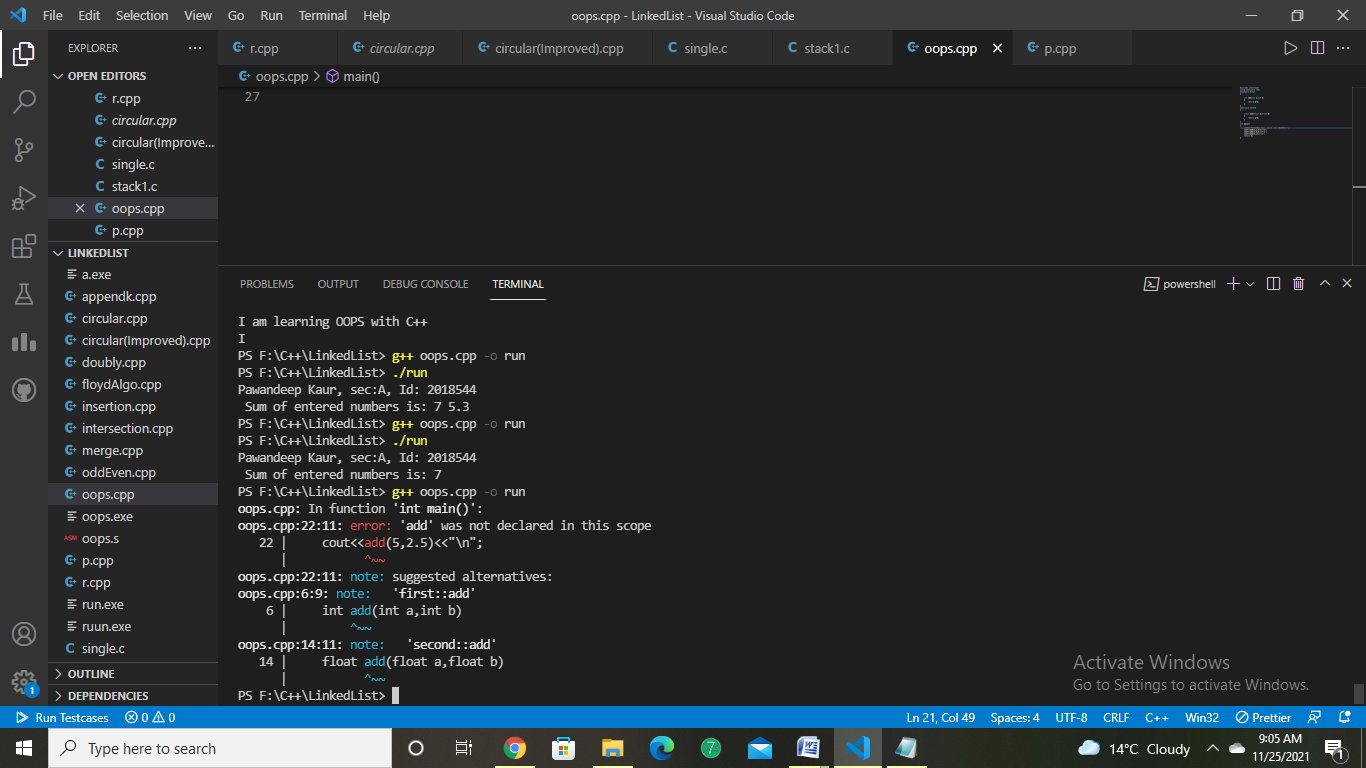 File Edit Selection View Go Run Terminal Help oops.cpp - LinkedList - Visual Studio Code
EXPLORER
OPEN EDITORS
r.cpp
circular.cpp
circular(Improve...
single.c
stack1.c
oops.cpp
p.cpp
LINKEDLIST
a.exe
appendk.cpp
circular.cpp
circular(Improved).cpp
doubly.cpp
floydAlgo.cpp
insertion.cpp
intersection.cpp
merge.cpp
oddEven.cpp
oops.cpp
oops.exe
ASM oops.s
p.cpp
r.cpp
run.exe
ruun.exe
single.c
OUTLINE
DEPENDENCIES
r.cpp circular.cpp circular(Improved).cpp single.c stack1.c oops.cpp p.cpp
oops.cpp > main()
27
PROBLEMS OUTPUT DEBUG CONSOLE TERMINAL powershell
I am learning OOPS with C++
I
PS F:\C++\LinkedList> g++ oops.cpp -o run
PS F:\C++\LinkedList> ./run
Pawandeep Kaur, sec:A, Id: 2018544
Sum of entered numbers is: 7 5.3
PS F:\C++\LinkedList> g++ oops.cpp -o run
PS F:\C++\LinkedList> ./run
Pawandeep Kaur, sec:A, Id: 2018544
Sum of entered numbers is: 7
PS F:\C++\LinkedList> g++ oops.cpp -o run
oops.cpp: In function 'int main()':
oops.cpp:22:11: error: 'add' was not declared in this scope
22 | cout<<add(5,2.5)<<"\n";
| ^~~
oops.cpp:22:11: note: suggested alternatives:
oops.cpp:6:9: note: 'first::add'
6 | int add(int a,int b)
| ^~~
oops.cpp:14:11: note: 'second::add'
14 | float add(float a,float b)
| ^~~
PS F:\C++\LinkedList>
Activate Windows
Go to Settings to activate Windows.
1
Run Testcases 0 0 Ln 21, Col 49 Spaces: 4 UTF-8 CRLF C++ Win32 Prettier
Type here to search 7 14°C Cloudy 9:05 AM
11/25/2021
1